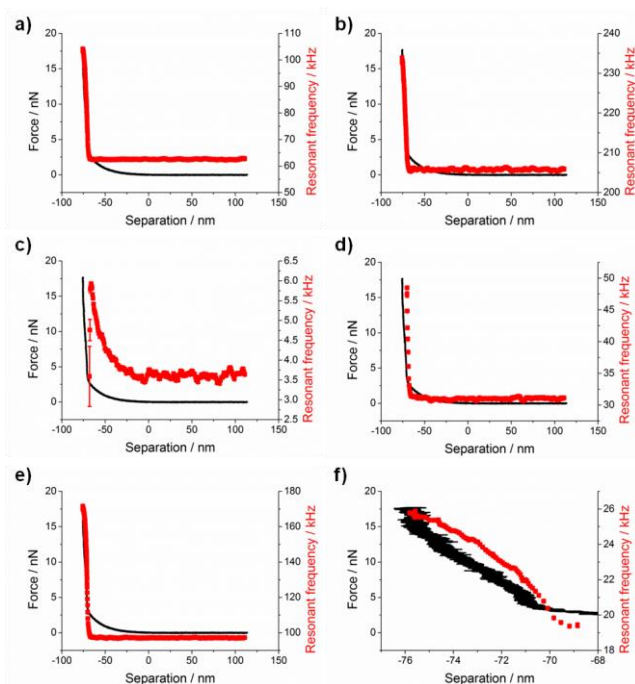 a)
20
15
10
5
0
Force / nN
-100 -50 0 50 100 150
Separation / nm
110
100
90
80
70
60
50
Resonant frequency / kHz
b)
20
15
10
5
0
Force / nN
-100 -50 0 50 100 150
Separation / nm
240
230
220
210
200
Resonant frequency / kHz
c)
20
15
10
5
0
Force / nN
-100 -50 0 50 100 150
Separation / nm
6.5
6.0
5.5
5.0
4.5
4.0
3.5
3.0
2.5
Resonant frequency / kHz
d)
20
15
10
5
0
Force / nN
-100 -50 0 50 100 150
Separation / nm
50
45
40
35
30
Resonant frequency / kHz
e)
20
15
10
5
0
Force / nN
-100 -50 0 50 100 150
Separation / nm
180
160
140
120
100
Resonant frequency / kHz
f)
20
15
10
5
0
Force / nN
-76 -74 -72 -70 -68
Separation / nm
26
24
22
20
18
Resonant frequency / kHz